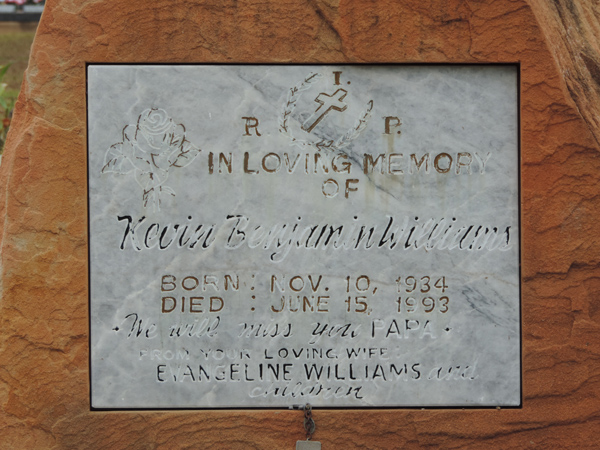 R. I. P.
IN LOVING MEMORY
OF
Kevin Benjamin Williams
BORN : NOV. 10, 1934
DIED : JUNE 15, 1993
• We will miss you PAPA •
FROM YOUR LOVING WIFE:
EVANGELINE WILLIAMS and
children